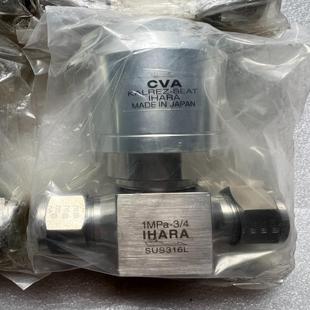 CVA
KALREZ-SEAT
IHARA
MADE IN JAPAN
1MPa-3/4
IHARA
SUS316L